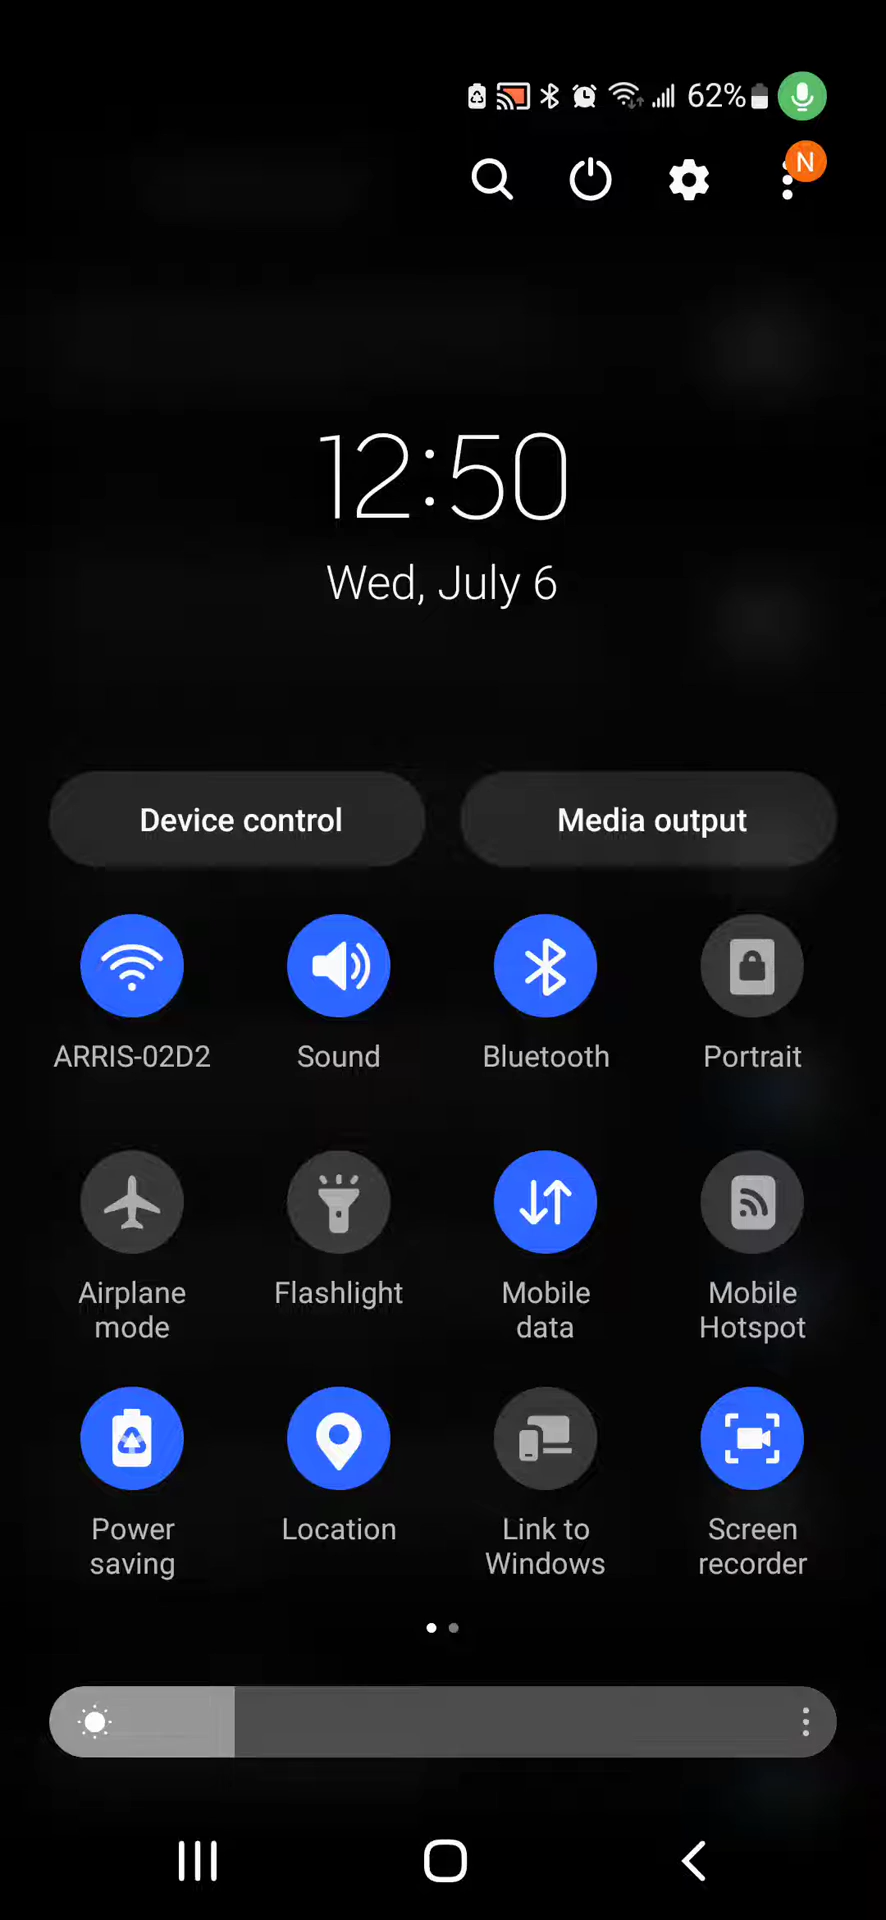 62%
N
12:50
Wed, July 6
Device control
Media output
ARRIS-02D2
Sound
Bluetooth
Portrait
Airplane
mode
Flashlight
Mobile
data
Mobile
Hotspot
Power
saving
Location
Link to
Windows
Screen
recorder